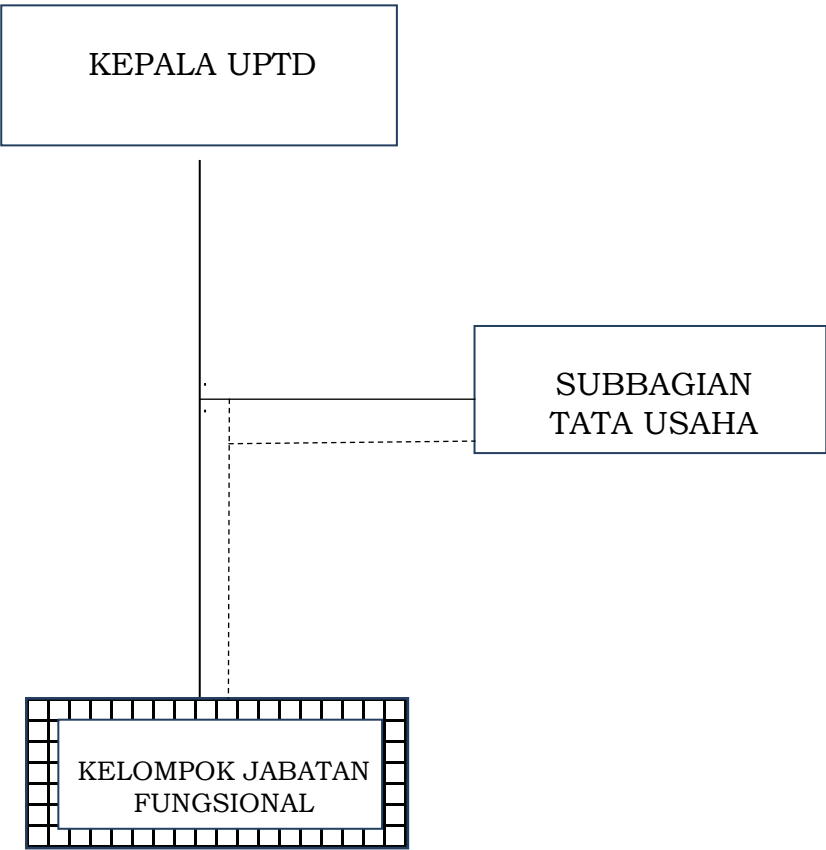 KEPALA UPTD
SUBBAGIAN
TATA USAHA
KELOMPOK JABATAN
FUNGSIONAL